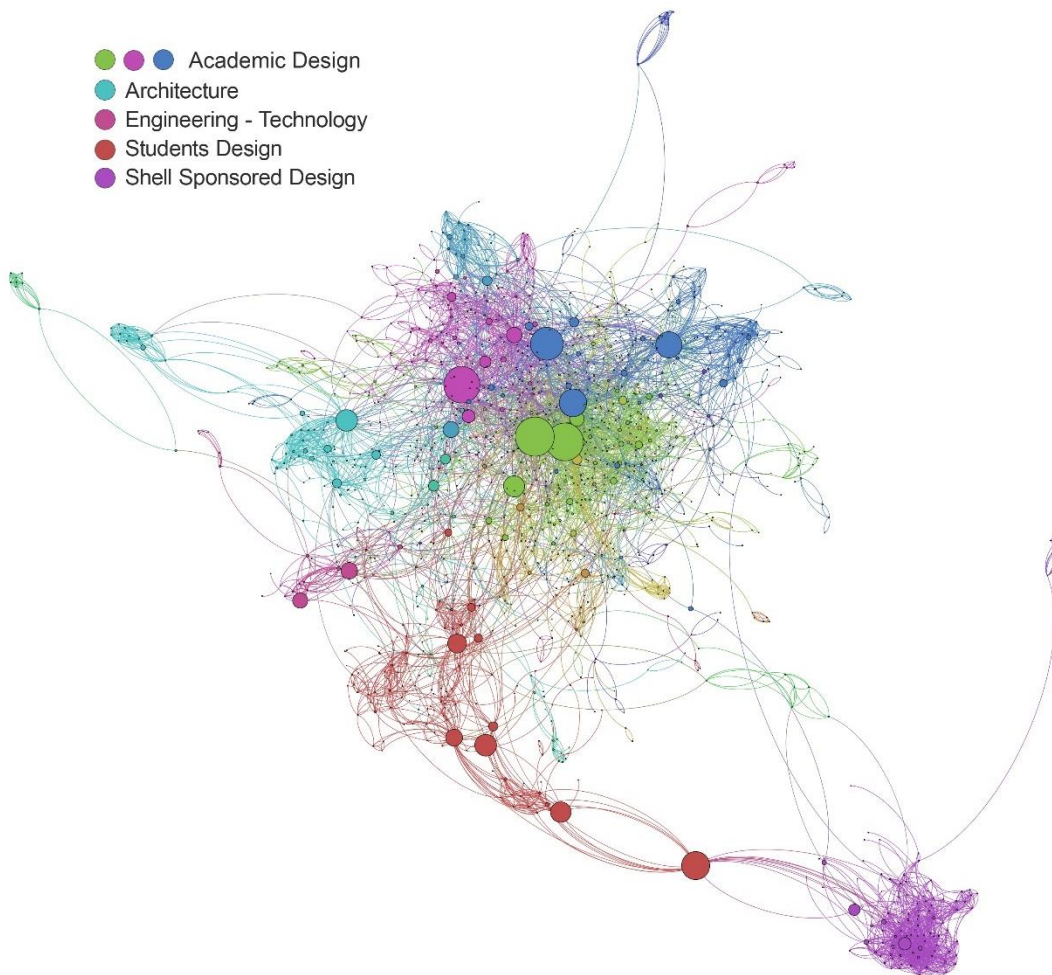 Academic Design
Architecture
Engineering - Technology
Students Design
Shell Sponsored Design